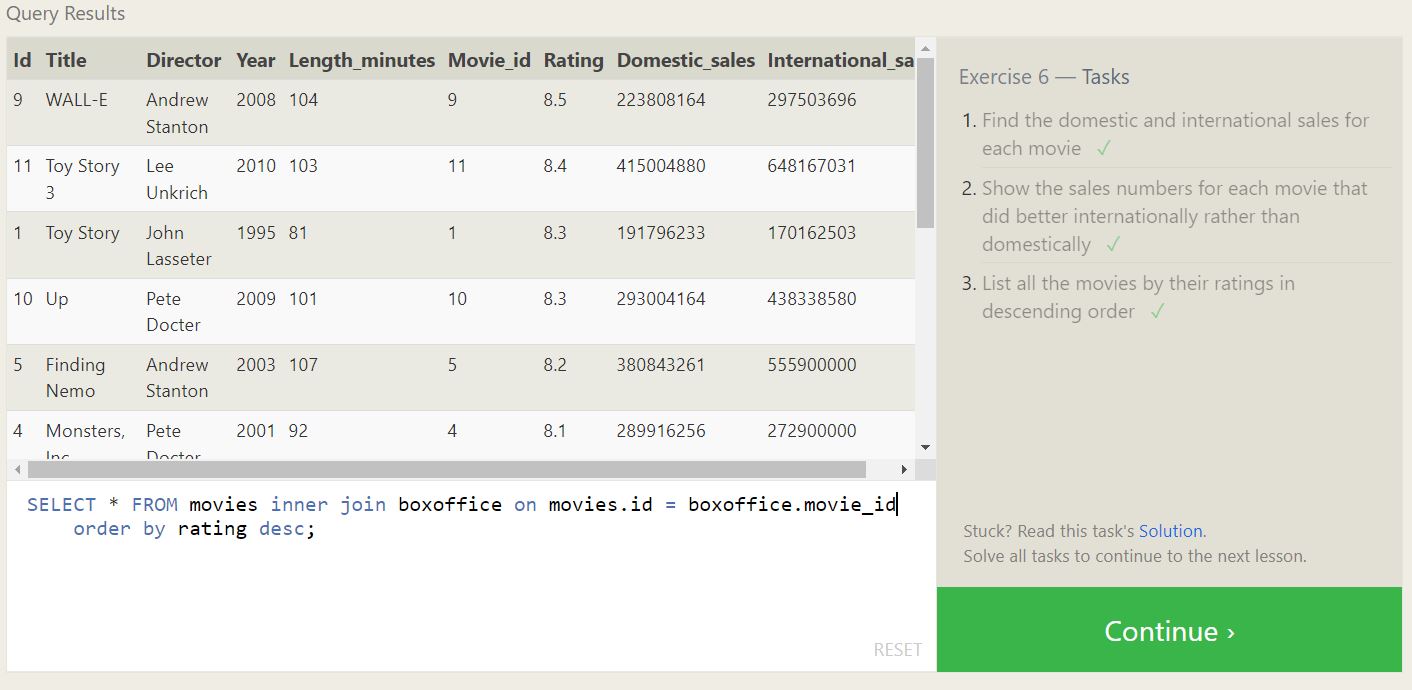 Query Results
Id Title Director Year Length_minutes Movie_id Rating Domestic_sales International_sa
9 WALL-E Andrew 2008 104 9 8.5 223808164 297503696
Stanton
11 Toy Story Lee 2010 103 11 8.4 415004880 648167031
3 Unkrich
1 Toy Story John 1995 81 1 8.3 191796233 170162503
Lasseter
10 Up Pete 2009 101 10 8.3 293004164 438338580
Docter
5 Finding Andrew 2003 107 5 8.2 380843261 555900000
Nemo Stanton
4 Monsters, Pete 2001 92 4 8.1 289916256 272900000
Inc Docter
SELECT * FROM movies inner join boxoffice on movies.id = boxoffice.movie_id
order by rating desc;
RESET
Exercise 6 — Tasks
1. Find the domestic and international sales for
each movie ✓
2. Show the sales numbers for each movie that
did better internationally rather than
domestically ✓
3. List all the movies by their ratings in
descending order ✓
Stuck? Read this task's Solution.
Solve all tasks to continue to the next lesson.
Continue ›